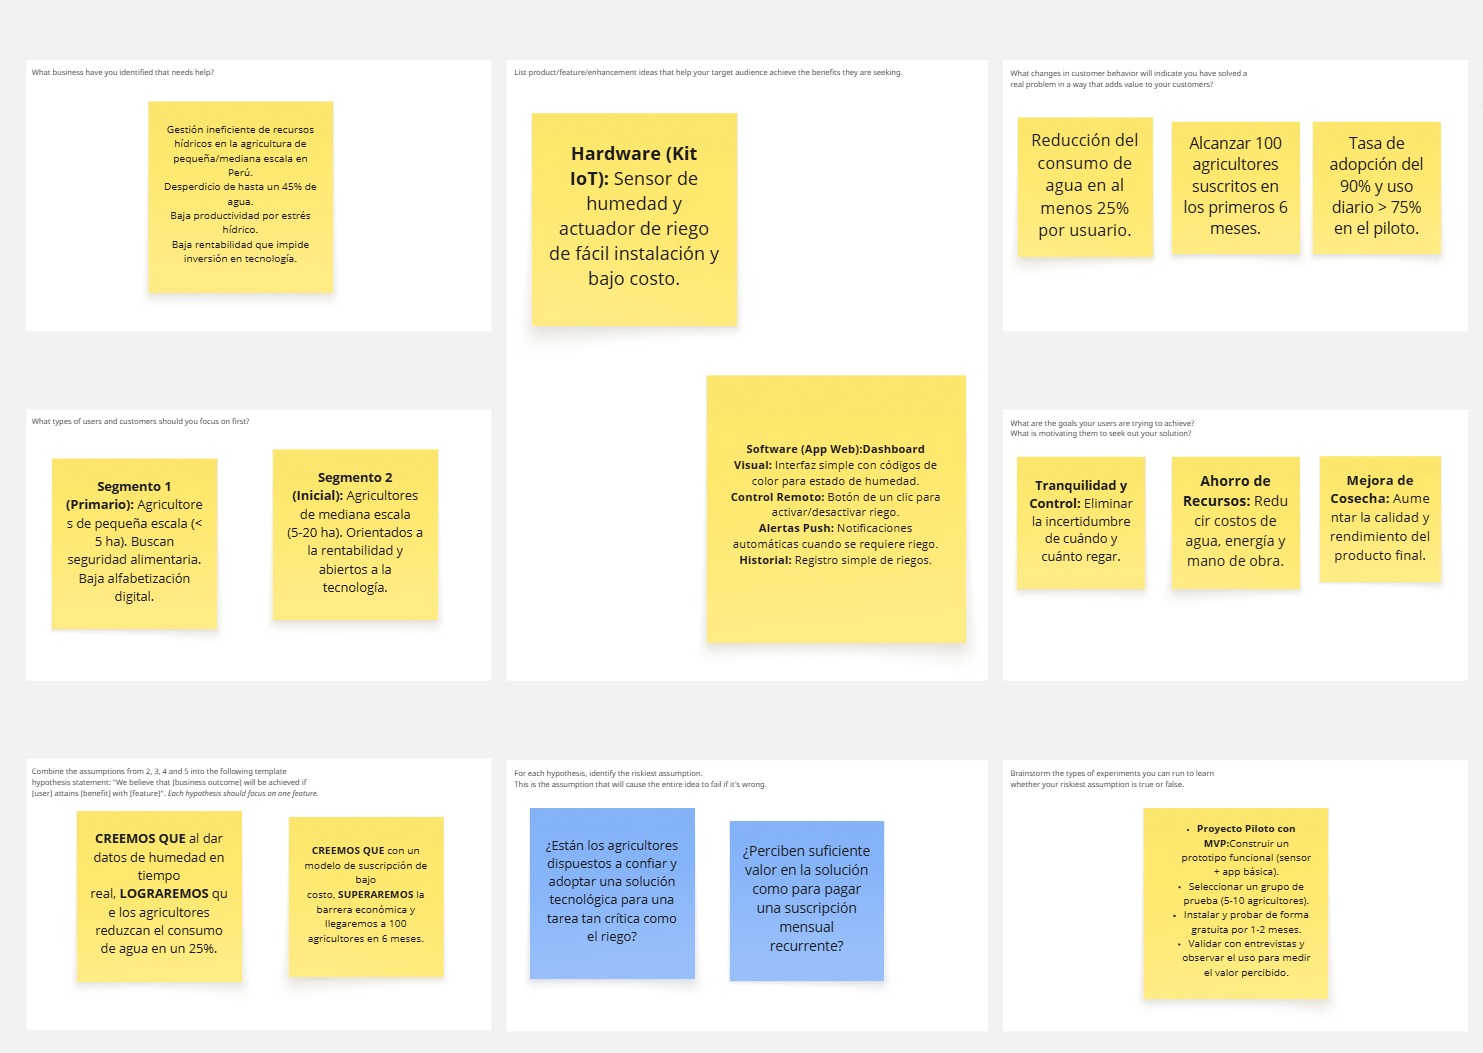 What business have you identified that needs help?
Gestión ineficiente de recursos
hídricos en la agricultura de
pequeña/mediana escala en
Perú.
Desperdicio de hasta un 45% de
agua.
Baja productividad por estrés
hídrico.
Baja rentabilidad que impide
inversión en tecnología.
List product/feature/enhancement ideas that help your target audience achieve the benefits they are seeking.
Hardware (Kit
IoT): Sensor de
humedad y
actuador de riego
de fácil instalación y
bajo costo.
Software (App Web):Dashboard
Visual: Interfaz simple con códigos de
color para estado de humedad.
Control Remoto: Botón de un clic para
activar/desactivar riego.
Alertas Push: Notificaciones
automáticas cuando se requiere riego.
Historial: Registro simple de riegos.
What changes in customer behavior will indicate you have solved a
real problem in a way that adds value to your customers?
Reducción del
consumo de
agua en al
menos 25%
por usuario.
Alcanzar 100
agricultores
suscritos en
los primeros 6
meses.
Tasa de
adopción del
90% y uso
diario > 75%
en el piloto.
What types of users and customers should you focus on first?
Segmento 1
(Primario): Agricultore
s de pequeña escala (<
5 ha). Buscan
seguridad alimentaria.
Baja alfabetización
digital.
Segmento 2
(Inicial): Agricultores
de mediana escala
(5-20 ha). Orientados a
la rentabilidad y
abiertos a la
tecnología.
What are the goals your users are trying to achieve?
What is motivating them to seek out your solution?
Tranquilidad y
Control: Eliminar
la incertidumbre
de cuándo y
cuánto regar.
Ahorro de
Recursos: Redu
cir costos de
agua, energía y
mano de obra.
Mejora de
Cosecha: Aume
ntar la calidad y
rendimiento del
producto final.
Combine the assumptions from 2, 3, 4 and 5 into the following template
hypothesis statement: "We believe that [business outcome] will be achieved if
[user] attains [benefit] with [feature]". Each hypothesis should focus on one feature.
CREEMOS QUE al dar
datos de humedad en
tiempo
real, LOGRAREMOS qu
e los agricultores
reduzcan el consumo
de agua en un 25%.
CREEMOS QUE con un
modelo de suscripción de
bajo
costo, SUPERAREMOS la
barrera económica y
llegaremos a 100
agricultores en 6 meses.
For each hypothesis, identify the riskiest assumption.
This is the assumption that will cause the entire idea to fail if it's wrong.
¿Están los agricultores
dispuestos a confiar y
adoptar una solución
tecnológica para una
tarea tan crítica como
el riego?
¿Perciben suficiente
valor en la solución
como para pagar
una suscripción
mensual
recurrente?
Brainstorm the types of experiments you can run to learn
whether your riskiest assumption is true or false.
• Proyecto Piloto con
MVP:Construir un
prototipo funcional (sensor
+ app básica).
• Seleccionar un grupo de
prueba (5-10 agricultores).
• Instalar y probar de forma
gratuita por 1-2 meses.
• Validar con entrevistas y
observar el uso para medir
el valor percibido.